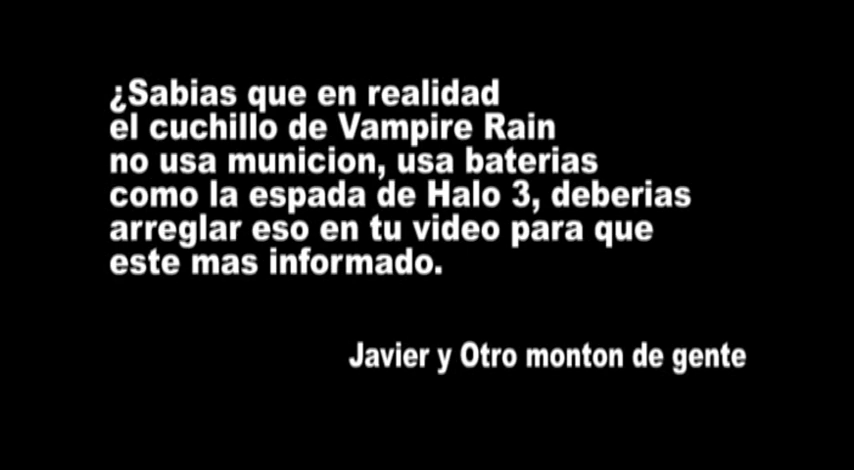 ¿Sabias que en realidad
el cuchillo de Vampire Rain
no usa municion, usa baterias
como la espada de Halo 3, deberias
arreglar eso en tu video para que
este mas informado.
Javier y Otro monton de gente